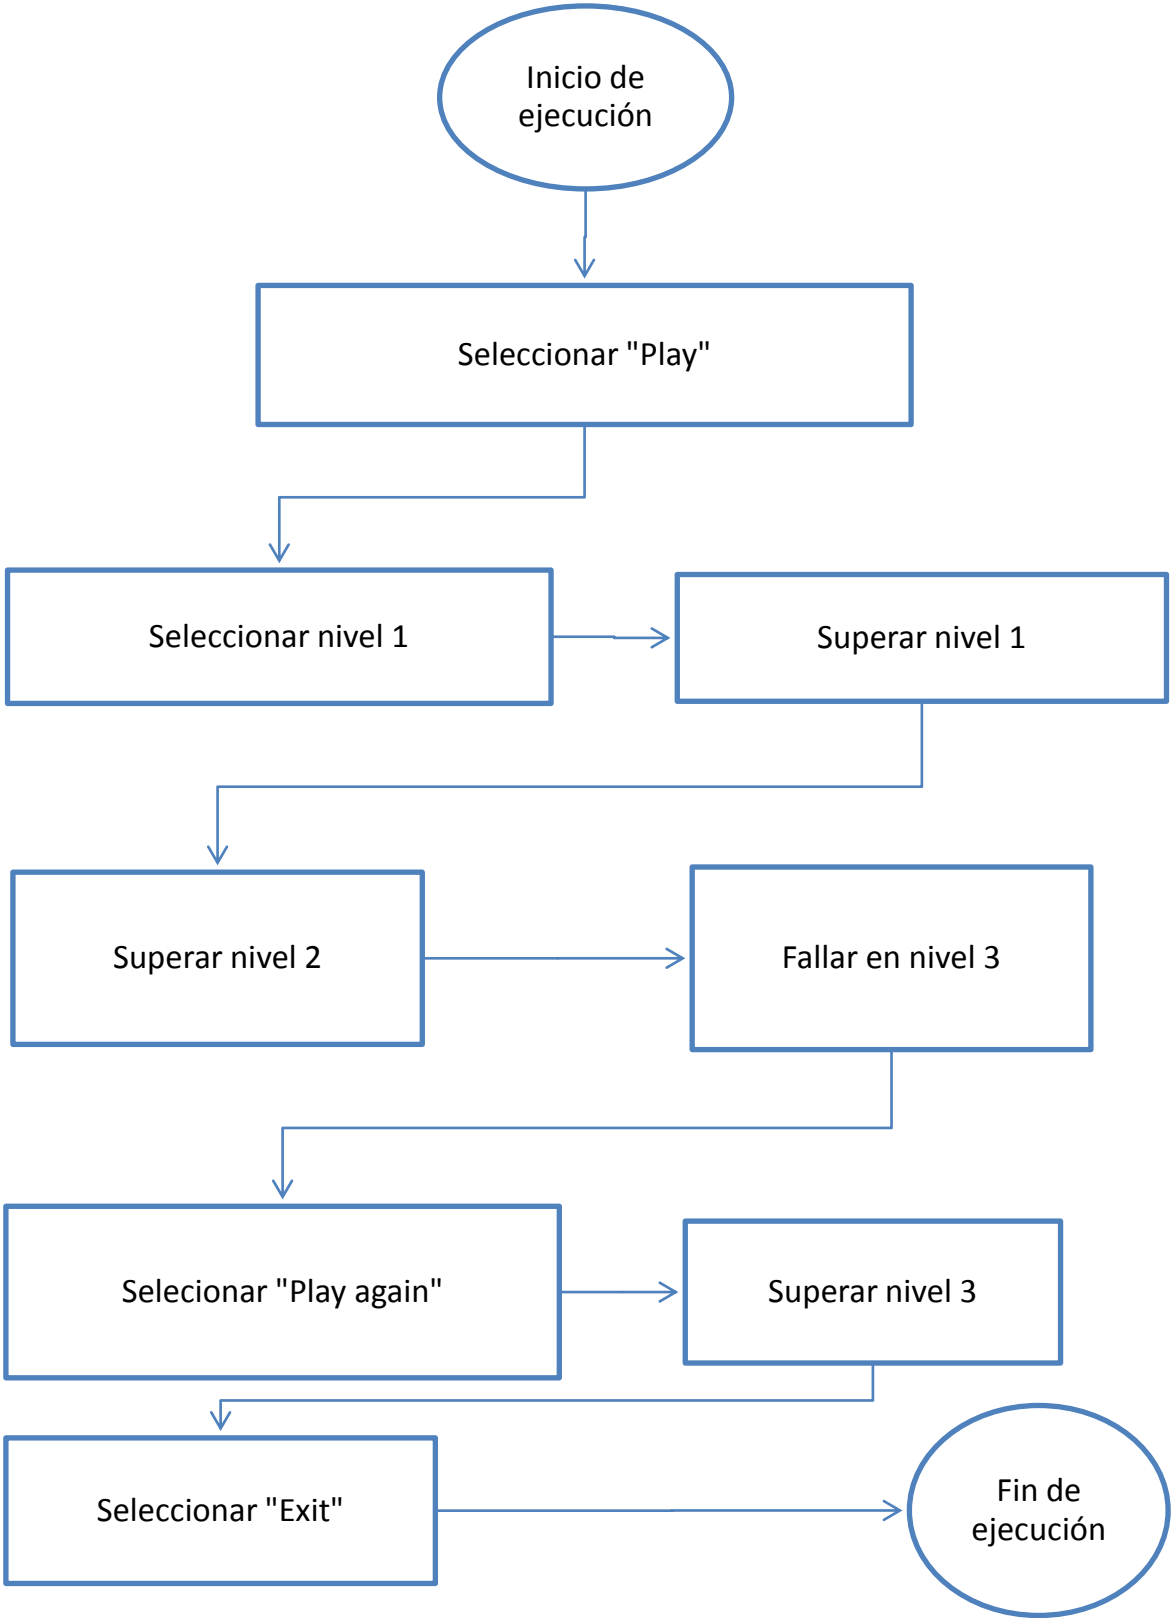 Inicio de
ejecución
Seleccionar "Play"
Seleccionar nivel 1
Superar nivel 1
Superar nivel 2
Fallar en nivel 3
Selecionar "Play again"
Superar nivel 3
Seleccionar "Exit"
Fin de
ejecución